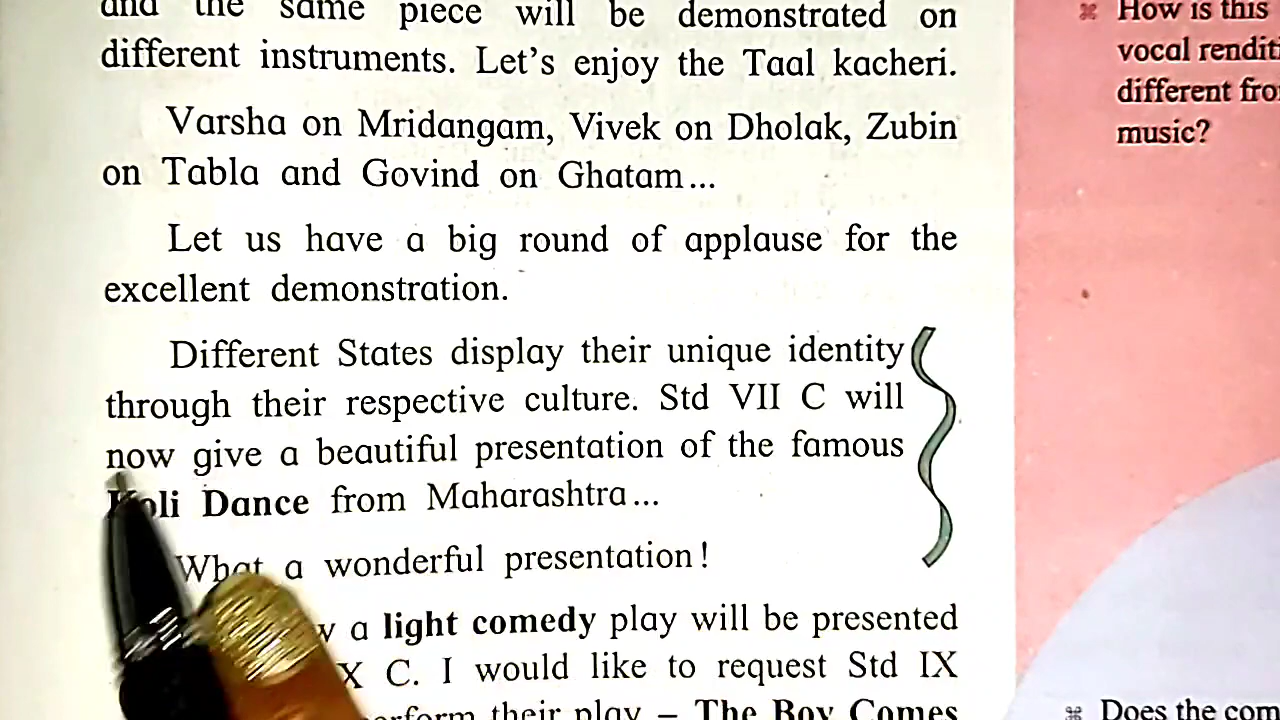 and the same piece will be demonstrated on
different instruments. Let's enjoy the Taal kacheri.
Varsha on Mridangam, Vivek on Dholak, Zubin
on Tabla and Govind on Ghatam...
Let us have a big round of applause for the
excellent demonstration.
Different States display their unique identity
through their respective culture. Std VII C will
now give a beautiful presentation of the famous
Koli Dance from Maharashtra...
What a wonderful presentation!
a light comedy play will be presented
X C. I would like to request Std IX
their play – The Boy Comes
How is this
vocal
different
music?
Does the